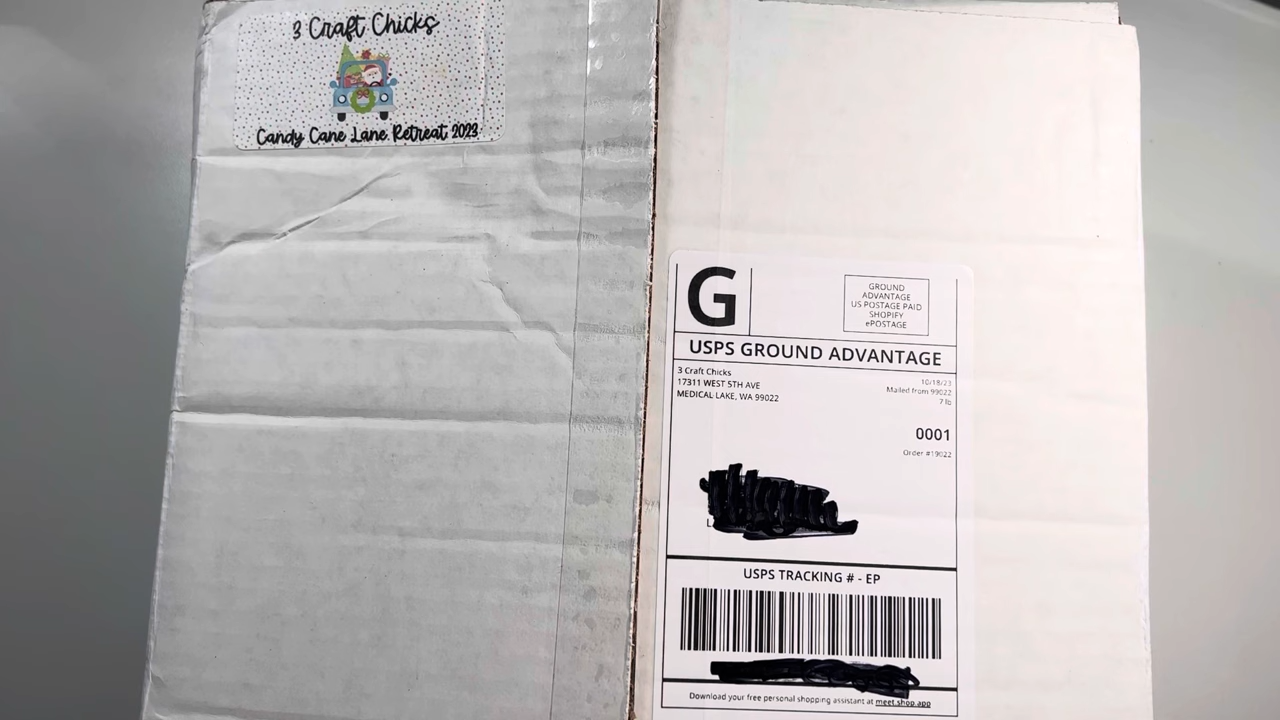 3 Craft Chicks
Candy Cane Lane Retreat 2023
G
GROUND
ADVANTAGE
US POSTAGE PAID
SHOPIFY
ePOSTAGE
USPS GROUND ADVANTAGE
3 Craft Chicks
17311 WEST 5TH AVE
MEDICAL LAKE, WA 99022
10/18/23
Mailed from 99022
7 lb
0001
Order #19022
USPS TRACKING # - EP
Download your free personal shopping assistant at meet.shop.app